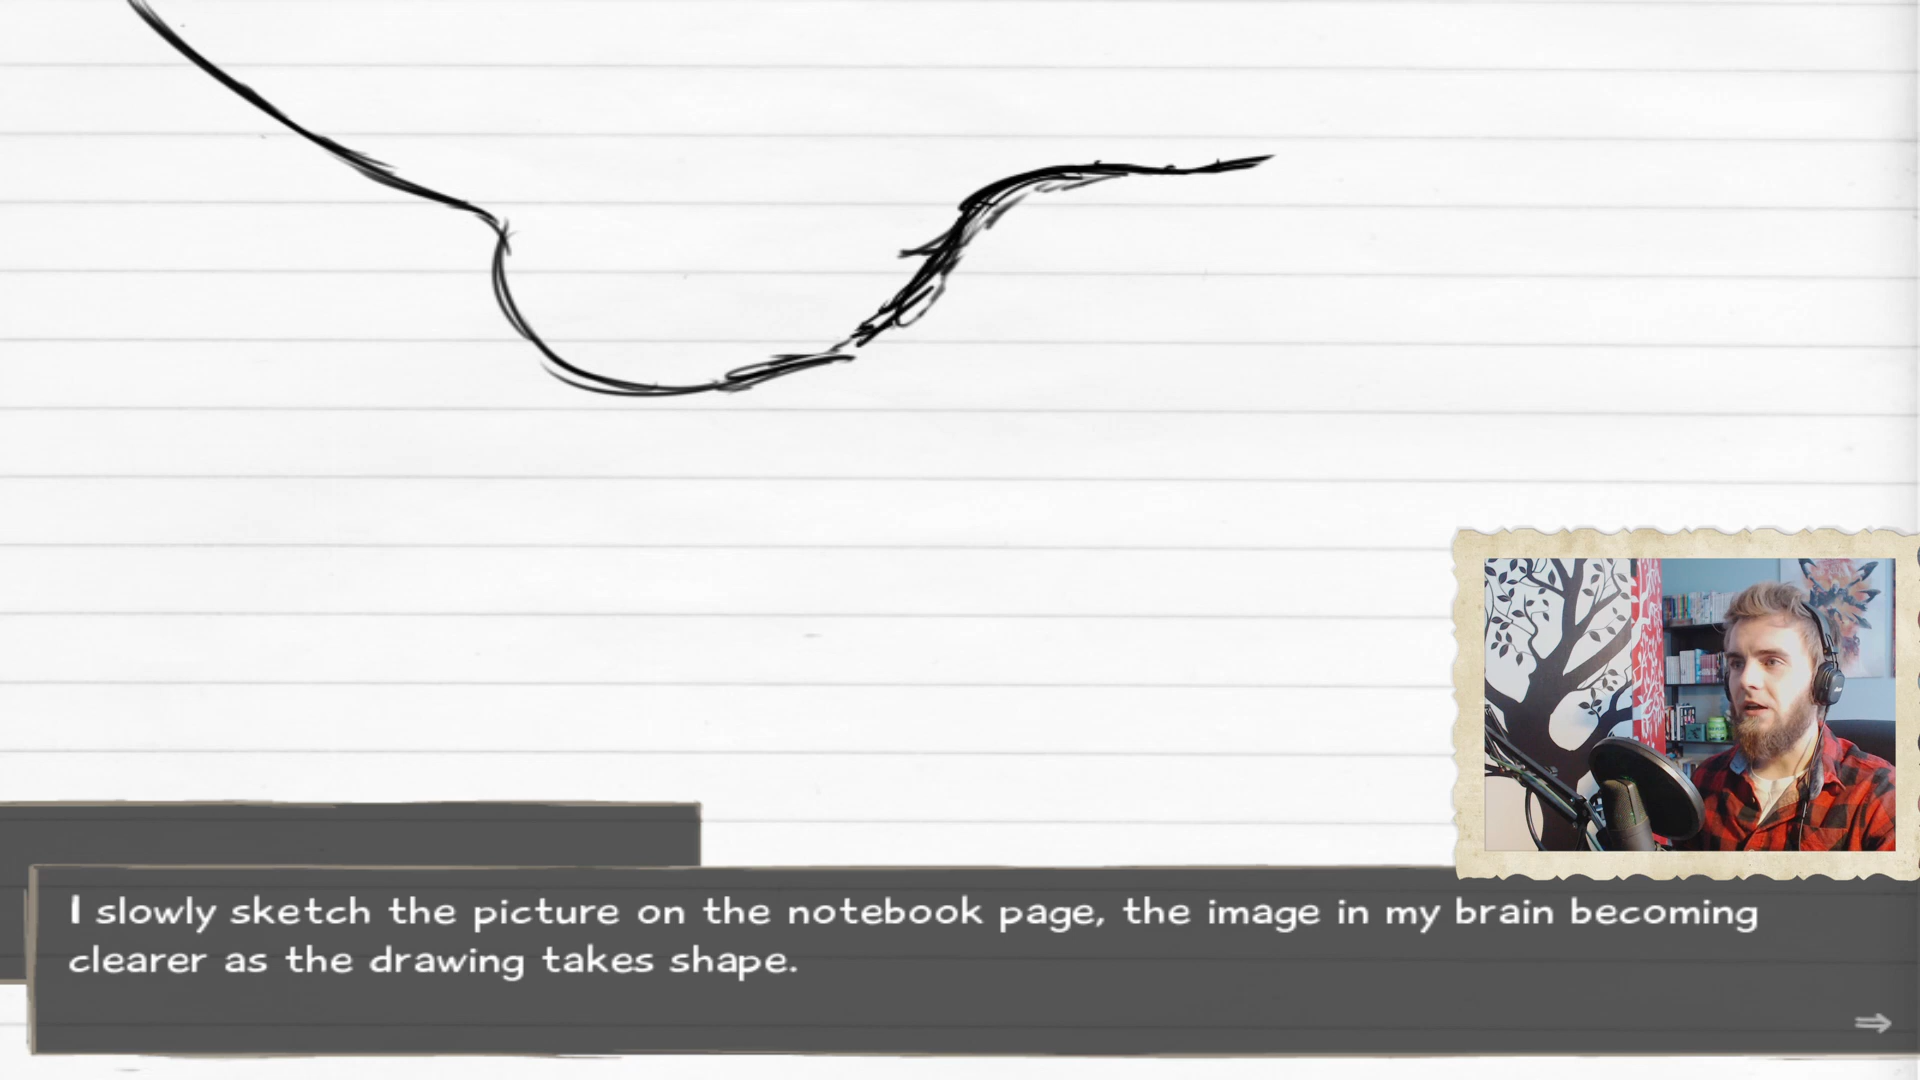 I slowly sketch the picture on the notebook page, the image in my brain becoming
clearer as the drawing takes shape.